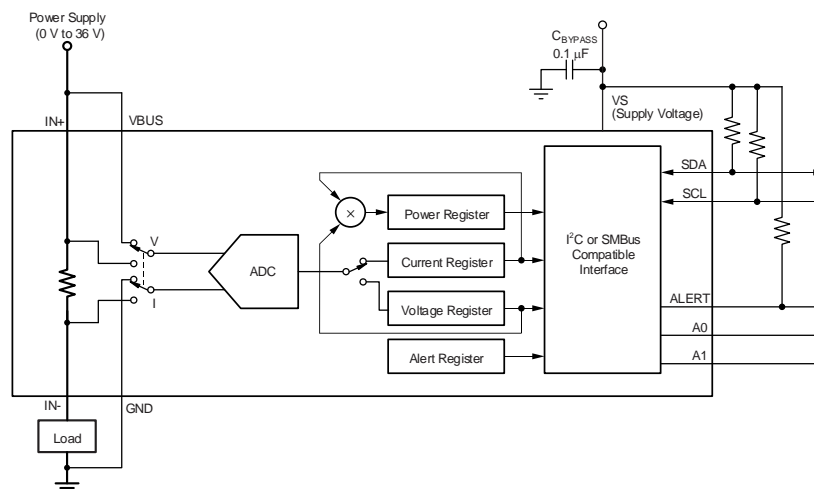 Power Supply
(0 V to 36 V)
C_BYPASS
0.1 μF
VS
(Supply Voltage)
IN+
VBUS
SDA
SCL
×
Power Register
V
ADC
Current Register
I²C or SMBus
Compatible
Interface
I
Voltage Register
ALERT
A0
Alert Register
A1
IN-
GND
Load